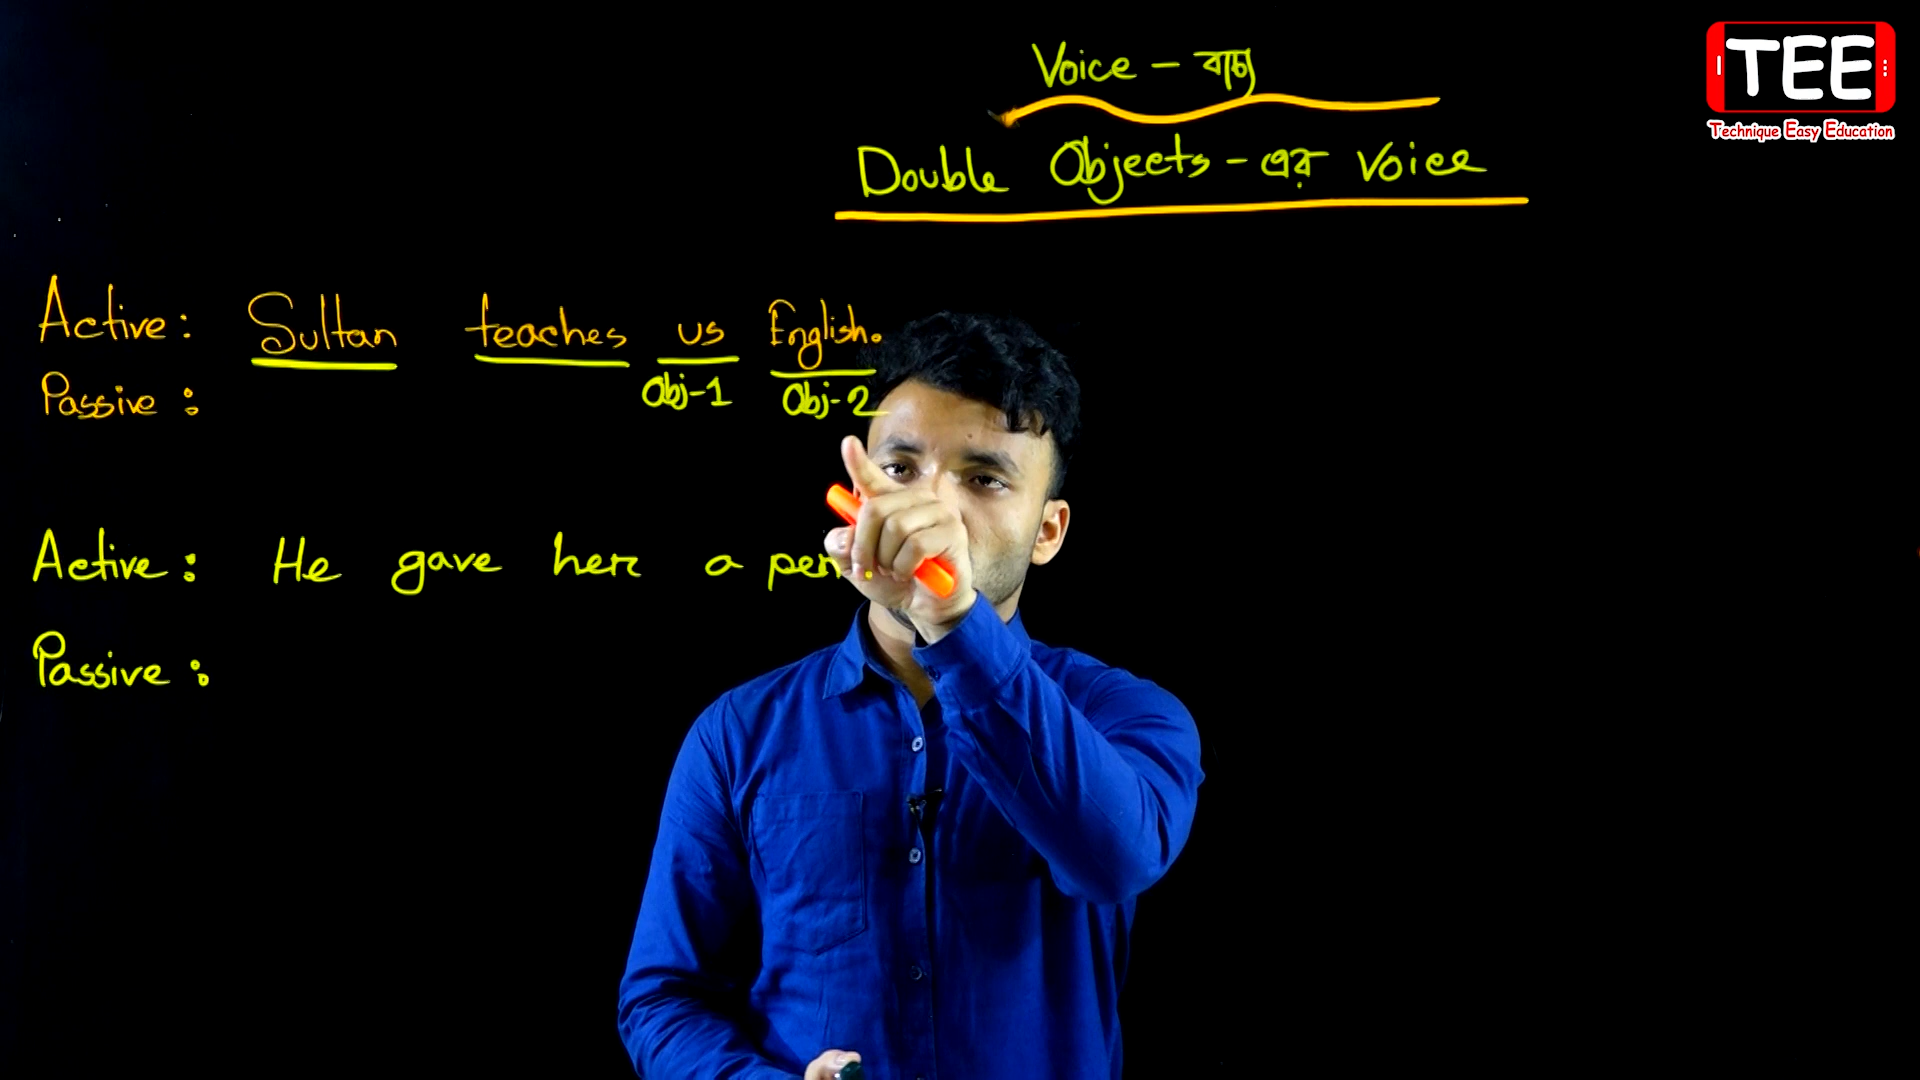 Voice - বাচ্য
Double Objects - এর Voice
TEE
Technique Easy Education
Active: Sultan teaches us English.
Obj-1 Obj-2
Passive:
Active: He gave her a pen.
Passive: